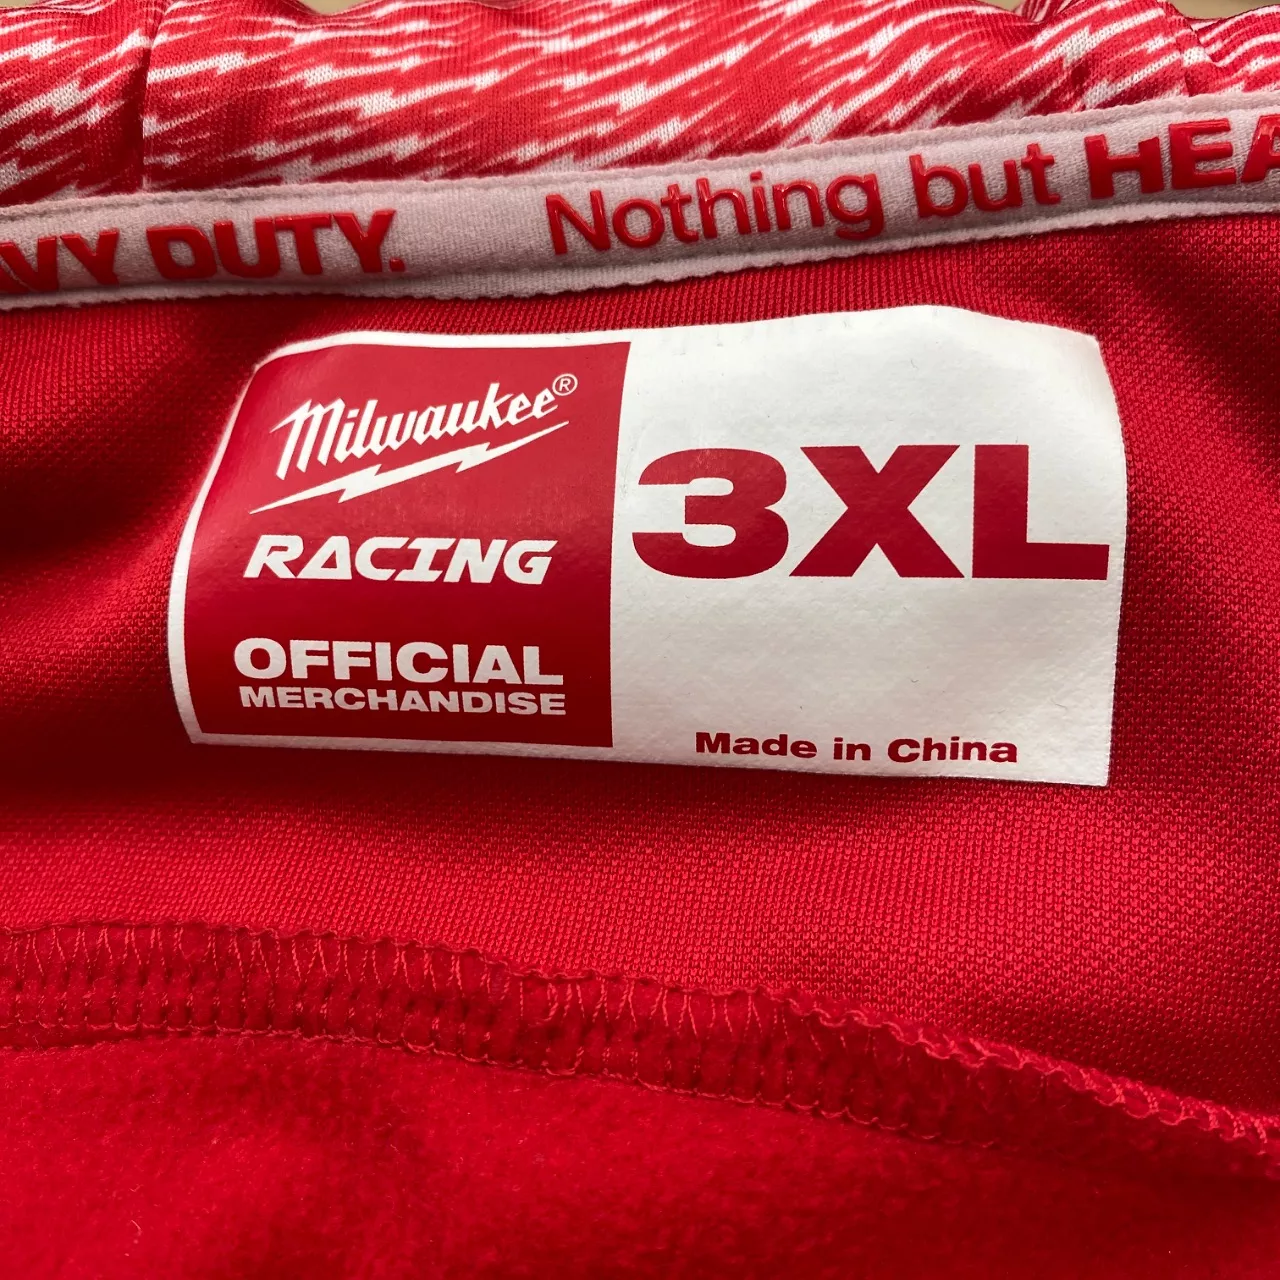 VY DUTY. Nothing but HEA
Milwaukee®
RACING
OFFICIAL
MERCHANDISE
3XL
Made in China